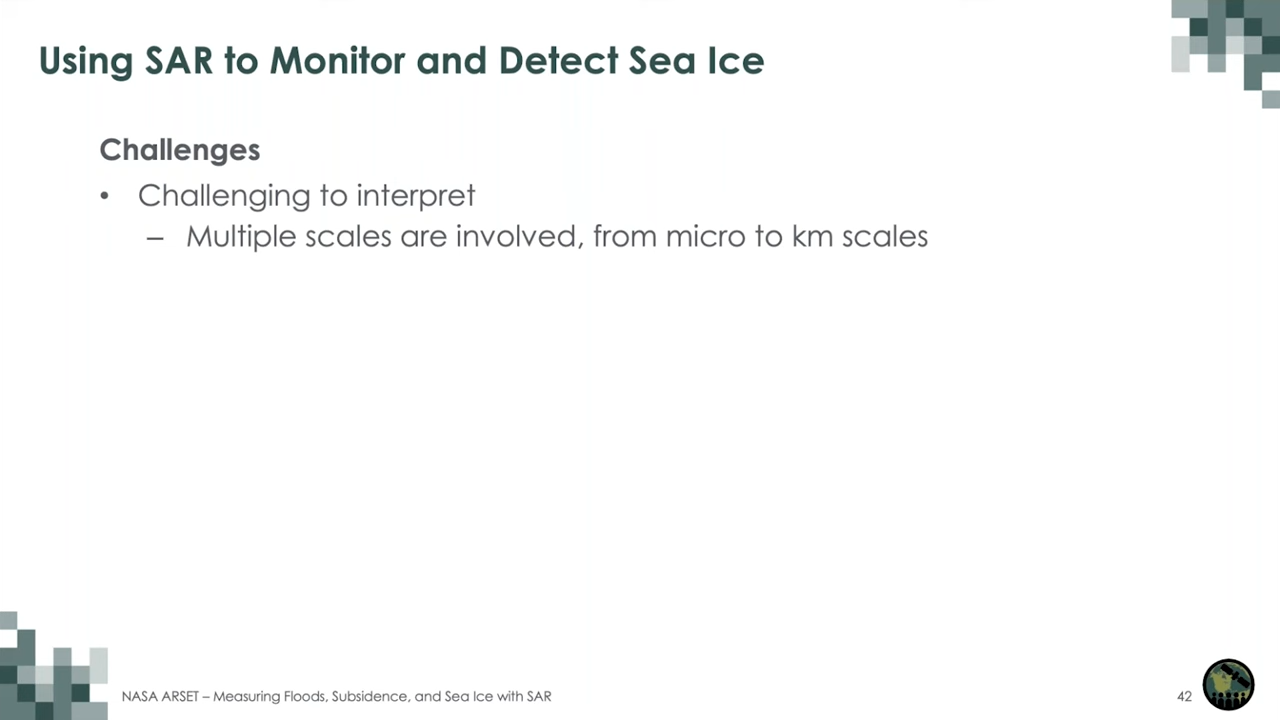 Using SAR to Monitor and Detect Sea Ice
Challenges
• Challenging to interpret
– Multiple scales are involved, from micro to km scales
NASA ARSET – Measuring Floods, Subsidence, and Sea Ice with SAR
42